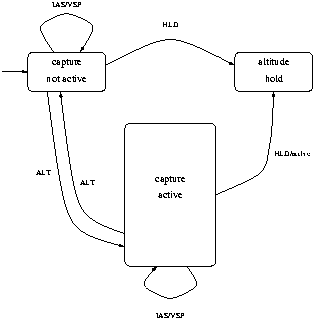 IAS/VSP
HLD
capture
not active
altitude
hold
HLD/active
ALT
ALT
capture
active
IAS/VSP